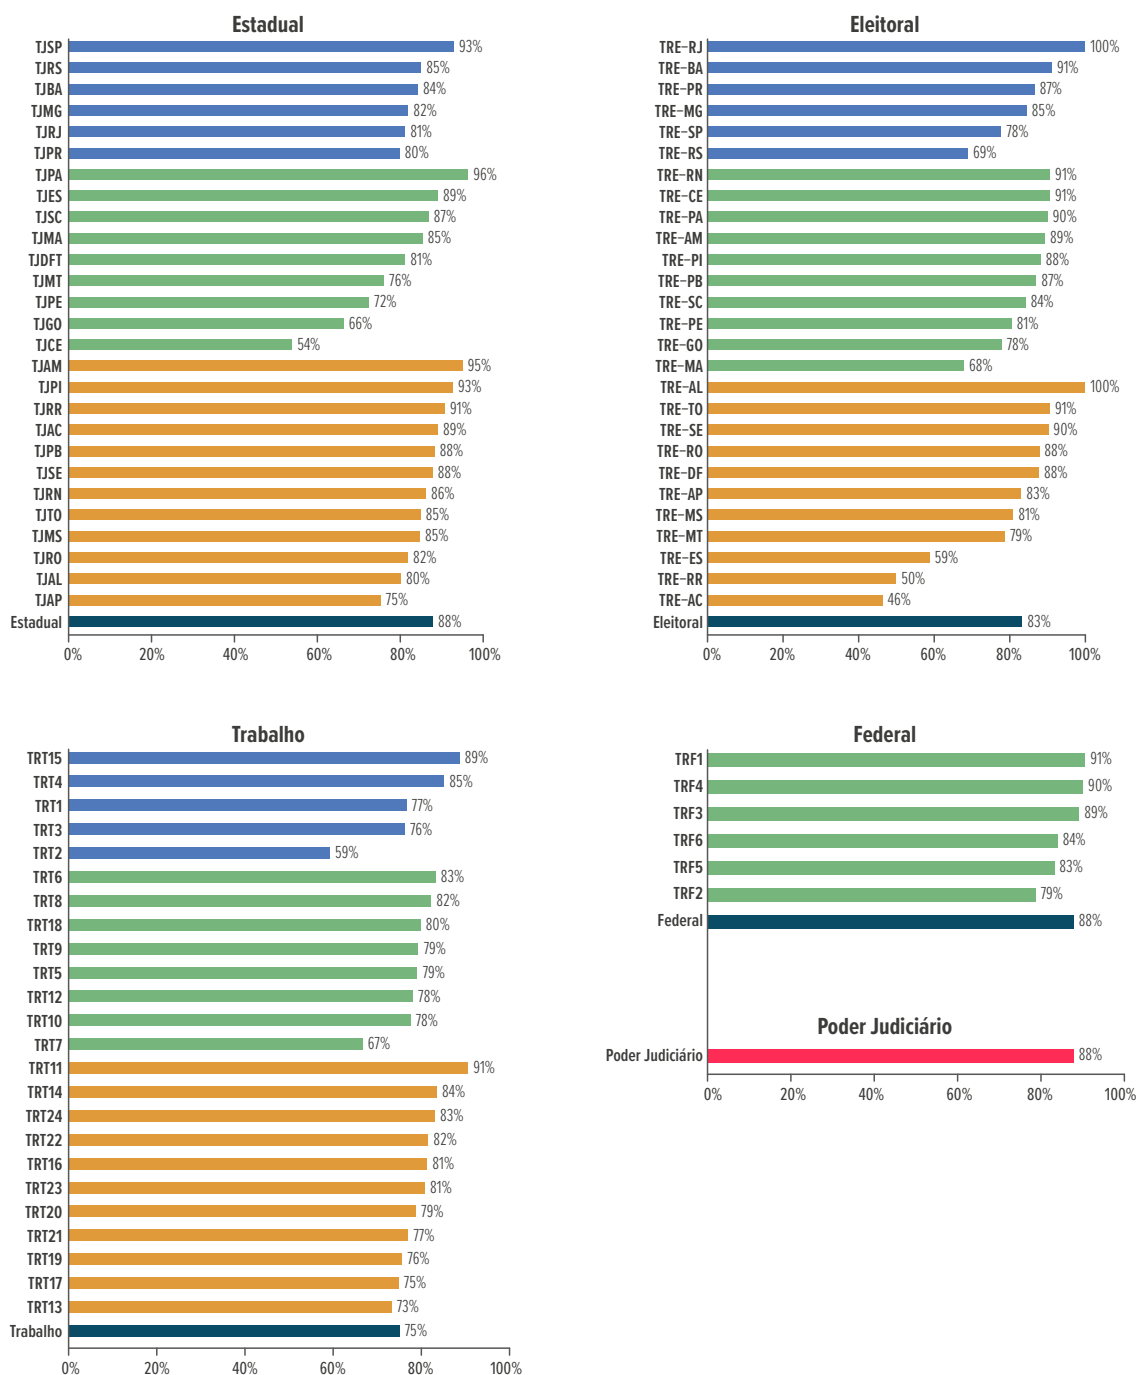 Estadual
TJSP 93%
TJRS 85%
TJBA 84%
TJMG 82%
TJRJ 81%
TJPR 80%
TJPA 96%
TJES 89%
TJSC 87%
TJMA 85%
TJDFT 81%
TJMT 76%
TJPE 72%
TJGO 66%
TJCE 54%
TJAM 95%
TJPI 93%
TJRR 91%
TJAC 89%
TJPB 88%
TJSE 88%
TJRN 86%
TJTO 85%
TJMS 85%
TJRO 82%
TJAL 80%
TJAP 75%
Estadual 88%
0% 20% 40% 60% 80% 100%
Eleitoral
TRE-RJ 100%
TRE-BA 91%
TRE-PR 87%
TRE-MG 85%
TRE-SP 78%
TRE-RS 69%
TRE-RN 91%
TRE-CE 91%
TRE-PA 90%
TRE-AM 89%
TRE-PI 88%
TRE-PB 87%
TRE-SC 84%
TRE-PE 81%
TRE-GO 78%
TRE-MA 68%
TRE-AL 100%
TRE-TO 91%
TRE-SE 90%
TRE-RO 88%
TRE-DF 88%
TRE-AP 83%
TRE-MS 81%
TRE-MT 79%
TRE-ES 59%
TRE-RR 50%
TRE-AC 46%
Eleitoral 83%
0% 20% 40% 60% 80% 100%
Trabalho
TRT15 89%
TRT4 85%
TRT1 77%
TRT3 76%
TRT2 59%
TRT6 83%
TRT8 82%
TRT18 80%
TRT9 79%
TRT5 79%
TRT12 78%
TRT10 78%
TRT7 67%
TRT11 91%
TRT14 84%
TRT24 83%
TRT22 82%
TRT16 81%
TRT23 81%
TRT20 79%
TRT21 77%
TRT19 76%
TRT17 75%
TRT13 73%
Trabalho 75%
0% 20% 40% 60% 80% 100%
Federal
TRF1 91%
TRF4 90%
TRF3 89%
TRF6 84%
TRF5 83%
TRF2 79%
Federal 88%
Poder Judiciário
Poder Judiciário 88%
0% 20% 40% 60% 80% 100%